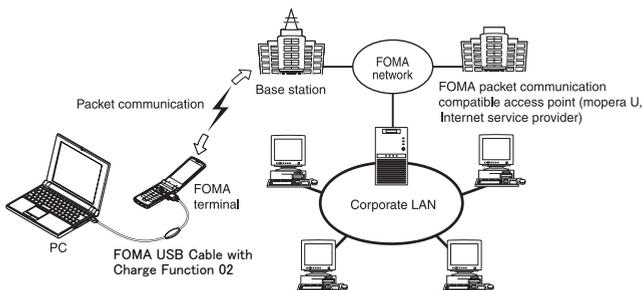 FOMA
network
Base station
FOMA packet communication
compatible access point (mopera U,
Internet service provider)
Packet communication
FOMA
terminal
Corporate LAN
PC
FOMA USB Cable with
Charge Function 02